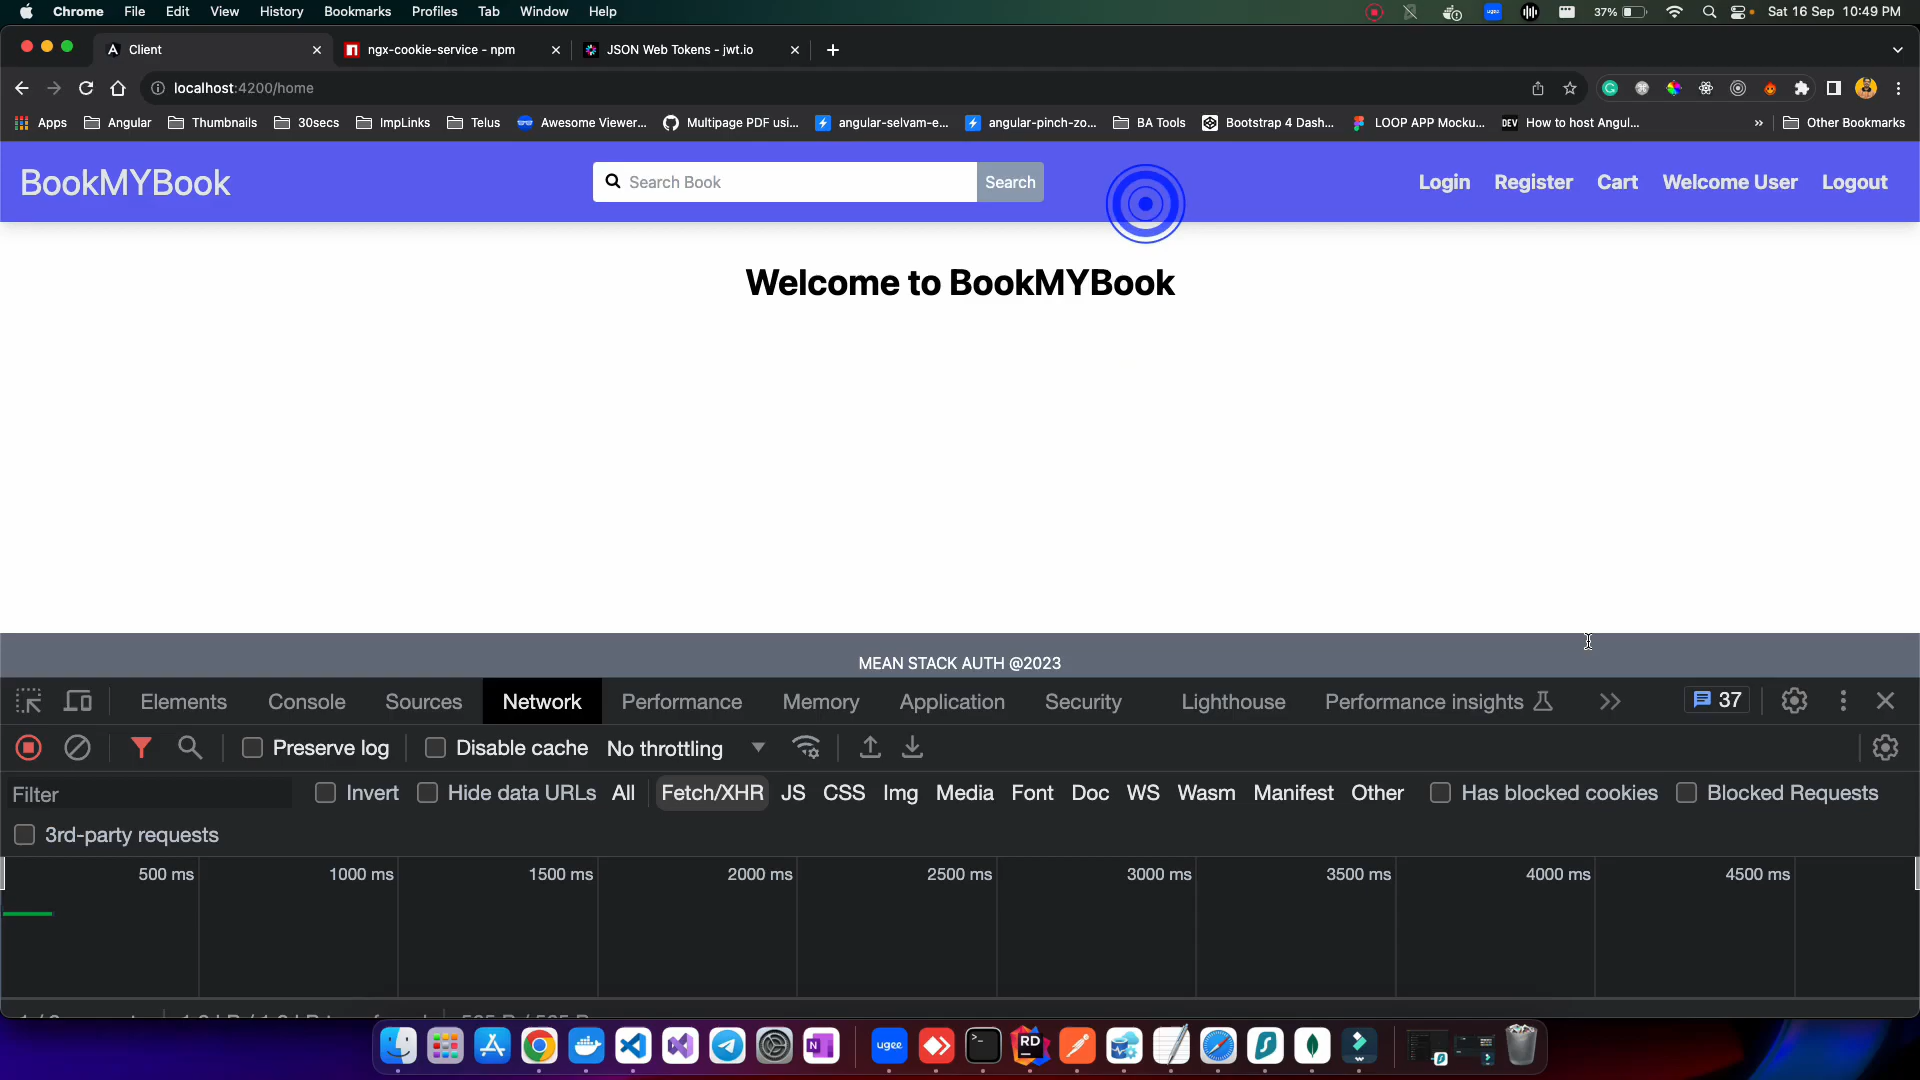 Chrome File Edit View History Bookmarks Profiles Tab Window Help 37% Sat 16 Sep 10:49 PM
Client ngx-cookie-service - npm JSON Web Tokens - jwt.io
localhost:4200/home
Apps Angular Thumbnails 30secs ImpLinks Telus Awesome Viewer... Multipage PDF usi... angular-selvam-e... angular-pinch-zo... BA Tools Bootstrap 4 Dash... LOOP APP Mocku... DEV How to host Angul... » Other Bookmarks
BookMYBook Search Book Search Login Register Cart Welcome User Logout
Welcome to BookMYBook
MEAN STACK AUTH @2023
Elements Console Sources Network Performance Memory Application Security Lighthouse Performance insights 37
Preserve log Disable cache No throttling
Filter Invert Hide data URLs All Fetch/XHR JS CSS Img Media Font Doc WS Wasm Manifest Other Has blocked cookies Blocked Requests
3rd-party requests
500 ms 1000 ms 1500 ms 2000 ms 2500 ms 3000 ms 3500 ms 4000 ms 4500 ms
ugee RD